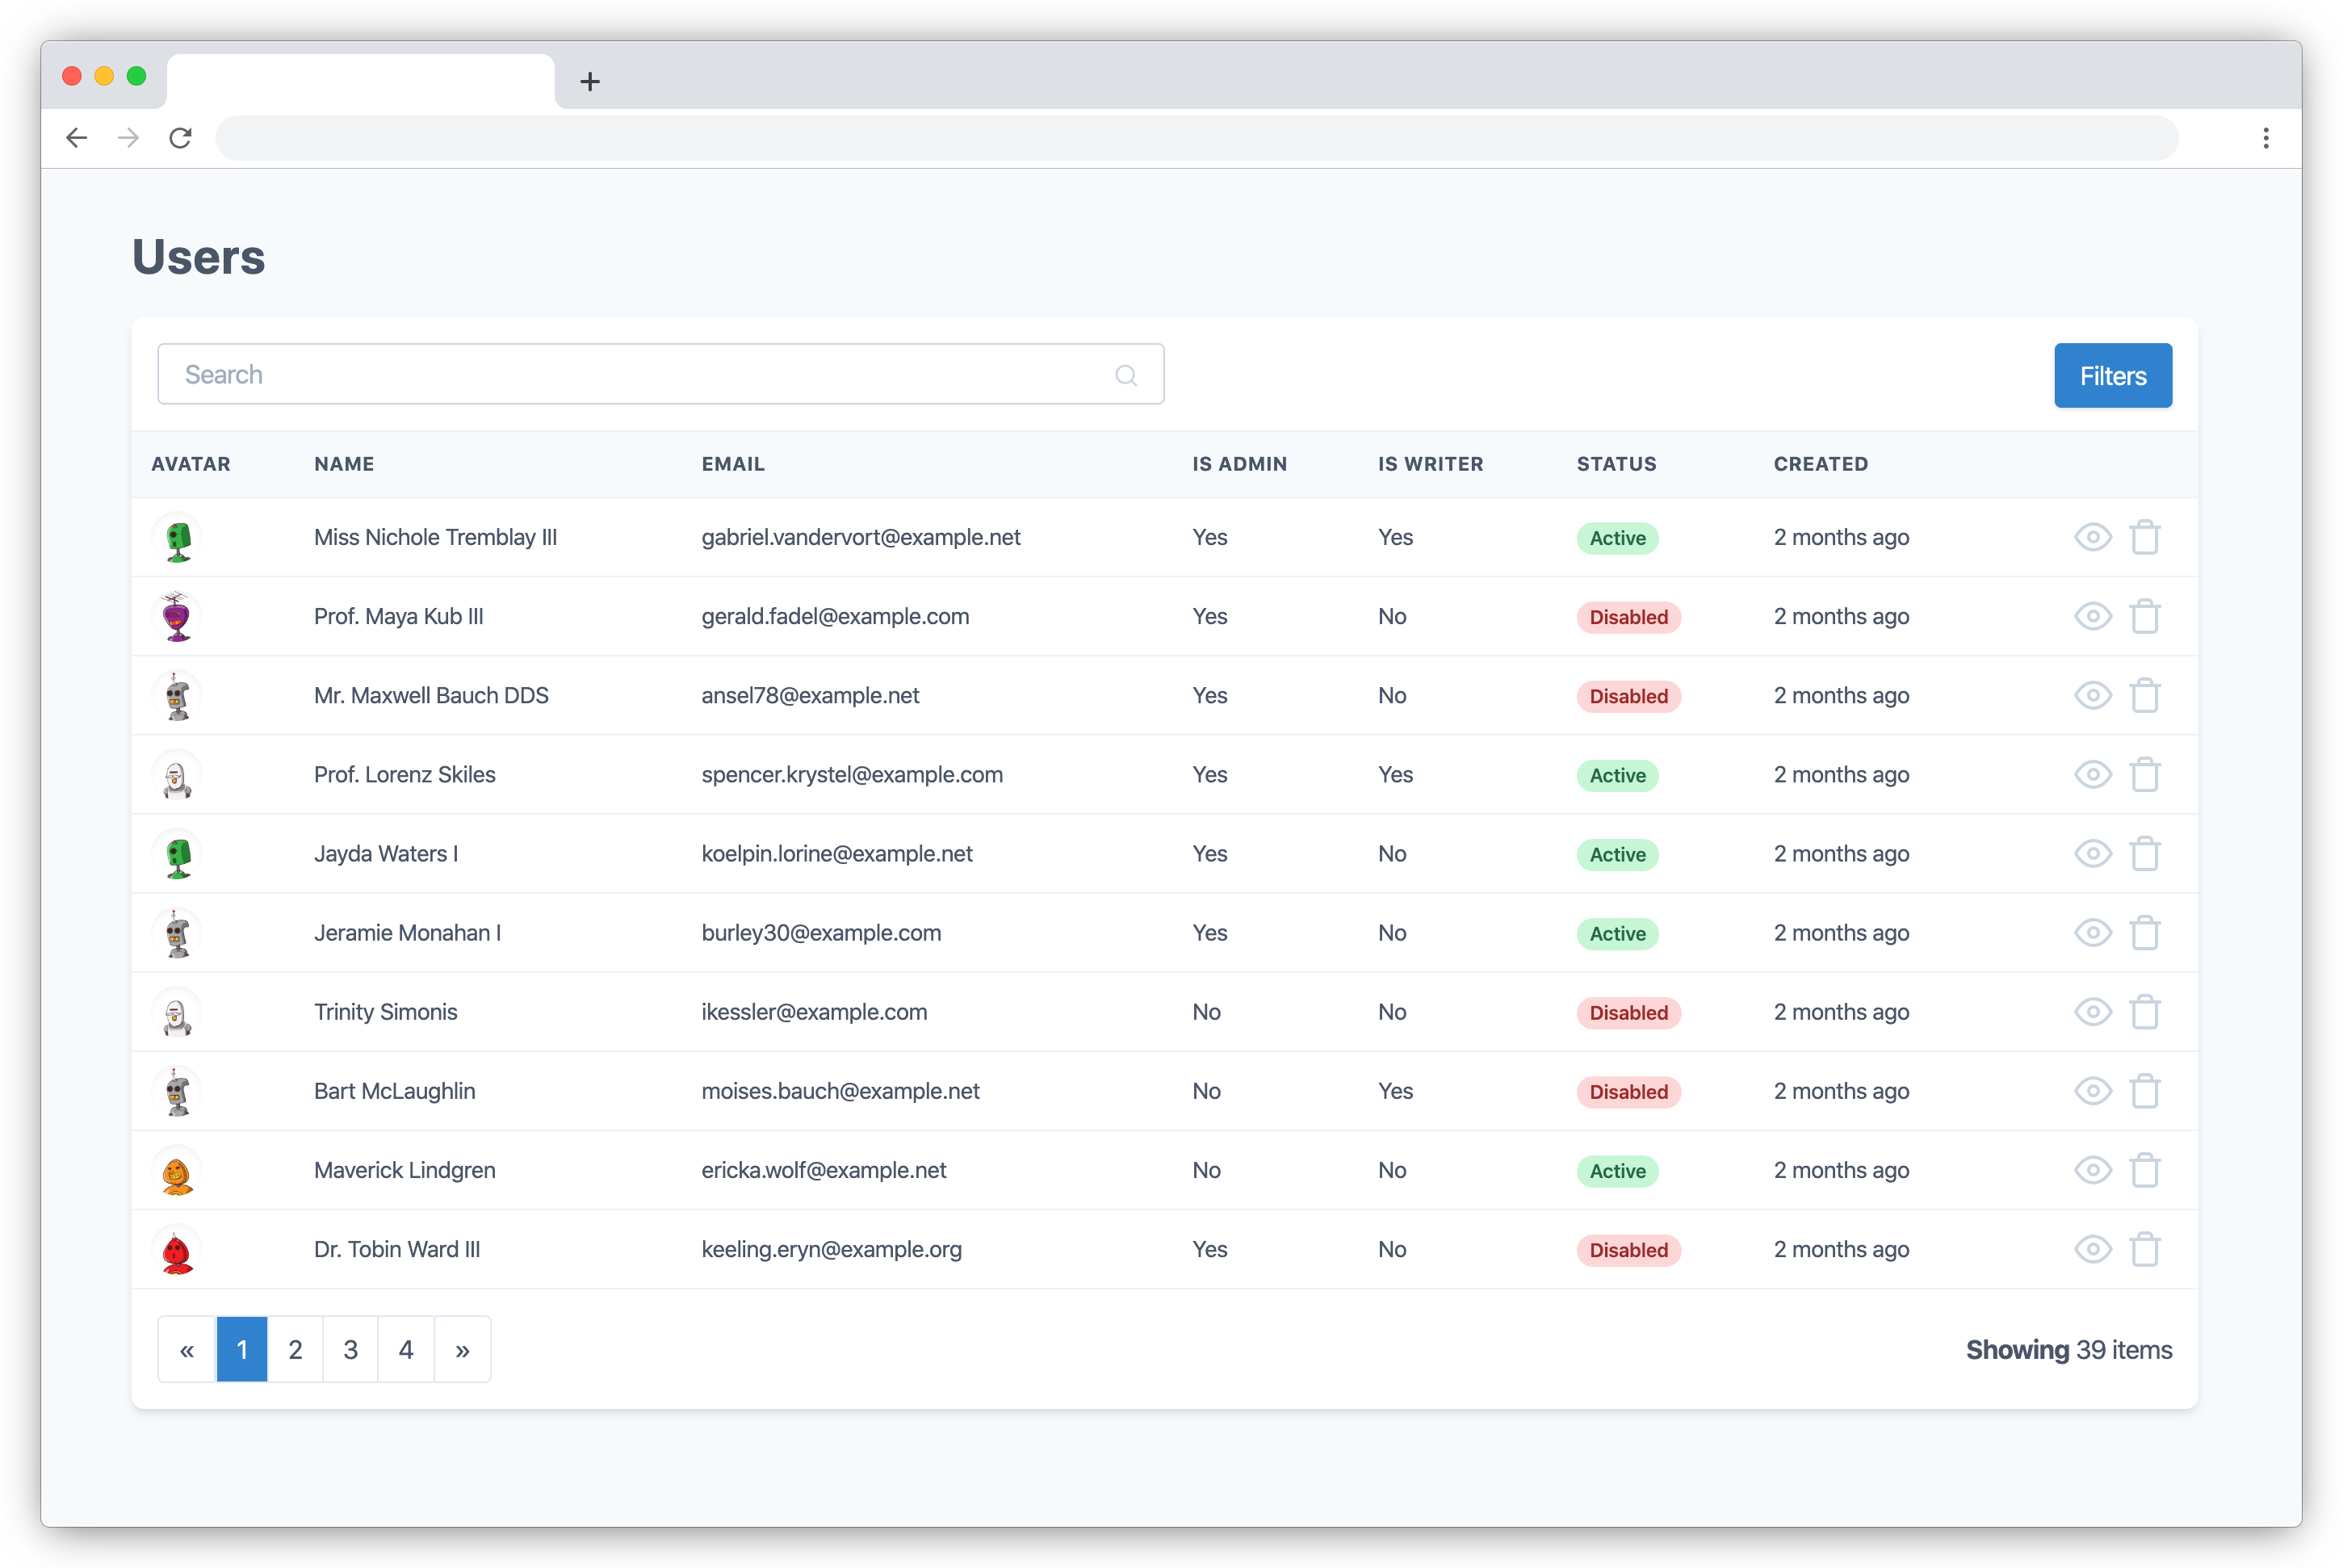 Users
Search
Filters
AVATAR NAME EMAIL IS ADMIN IS WRITER STATUS CREATED
Miss Nichole Tremblay III gabriel.vandervort@example.net Yes Yes Active 2 months ago
Prof. Maya Kub III gerald.fadel@example.com Yes No Disabled 2 months ago
Mr. Maxwell Bauch DDS ansel78@example.net Yes No Disabled 2 months ago
Prof. Lorenz Skiles spencer.krystel@example.com Yes Yes Active 2 months ago
Jayda Waters I koelpin.lorine@example.net Yes No Active 2 months ago
Jeramie Monahan I burley30@example.com Yes No Active 2 months ago
Trinity Simonis ikessler@example.com No No Disabled 2 months ago
Bart McLaughlin moises.bauch@example.net No Yes Disabled 2 months ago
Maverick Lindgren ericka.wolf@example.net No No Active 2 months ago
Dr. Tobin Ward III keeling.eryn@example.org Yes No Disabled 2 months ago
« 1 2 3 4 »
Showing 39 items